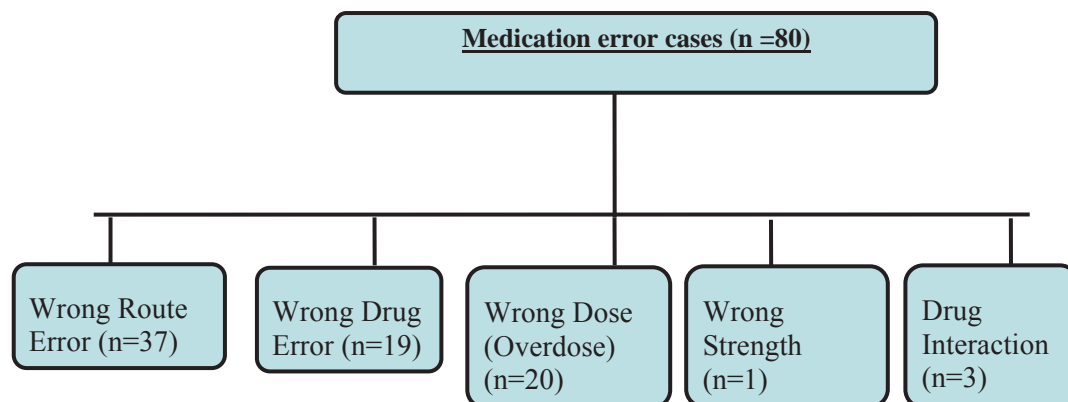 Medication error cases (n =80)
Wrong Route
Error (n=37)
Wrong Drug
Error (n=19)
Wrong Dose
(Overdose)
(n=20)
Wrong
Strength
(n=1)
Drug
Interaction
(n=3)